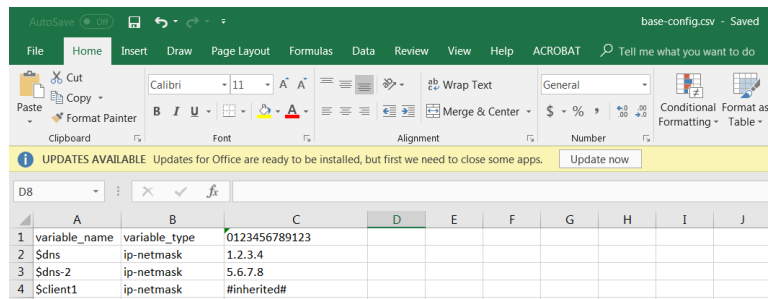 AutoSave Off base-config.csv - Saved
File Home Insert Draw Page Layout Formulas Data Review View Help ACROBAT Tell me what you want to do
Paste Cut Calibri 11 A A ab Wrap Text General Conditional Formatting Format as Table
Copy
Format Painter B I U A Merge & Center $ % , .0 .00 .00 .0
Clipboard Font Alignment Number
UPDATES AVAILABLE Updates for Office are ready to be installed, but first we need to close some apps. Update now
D8 fx
A B C D E F G H I J
1 variable_name variable_type 0123456789123
2 $dns ip-netmask 1.2.3.4
3 $dns-2 ip-netmask 5.6.7.8
4 $client1 ip-netmask #inherited#